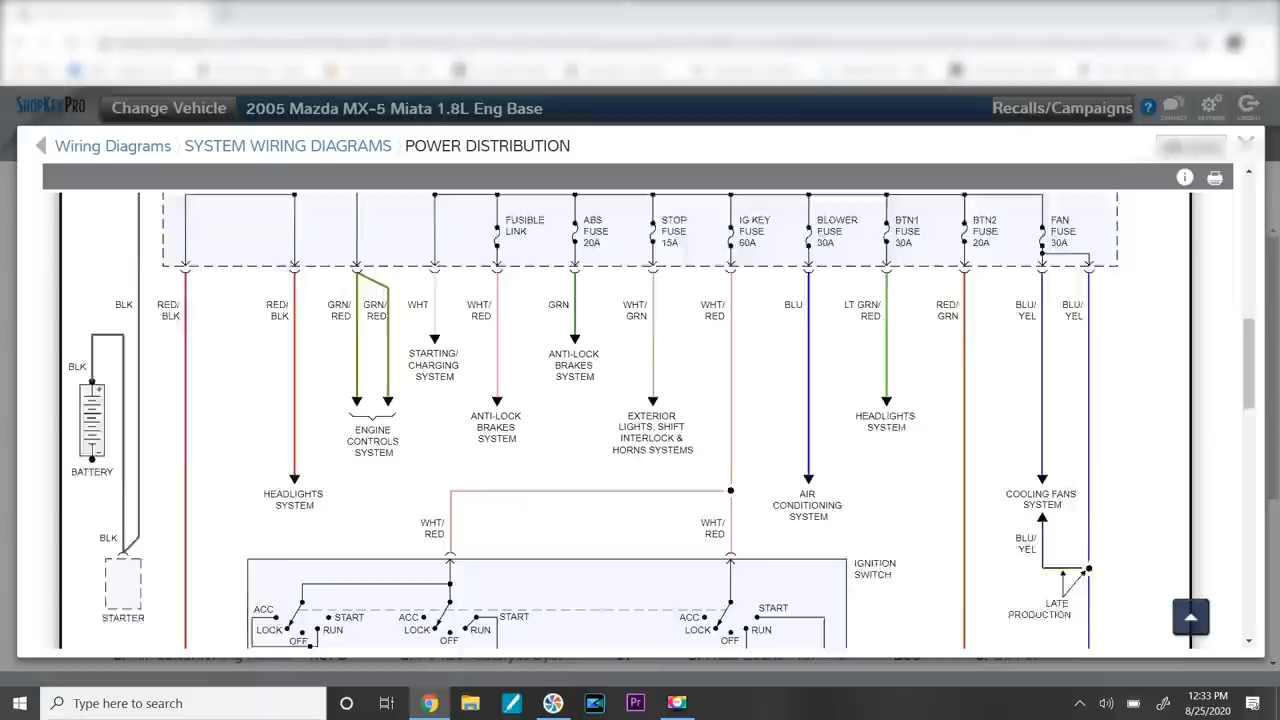 SHOPKEYPRO
Change Vehicle
2005 Mazda MX-5 Miata 1.8L Eng Base
Recalls/Campaigns
?
CONTACT
SETTINGS
LOGOUT
Wiring Diagrams
SYSTEM WIRING DIAGRAMS
POWER DISTRIBUTION
FUSIBLE
LINK
ABS
FUSE
20A
STOP
FUSE
15A
IG KEY
FUSE
60A
BLOWER
FUSE
30A
BTN1
FUSE
30A
BTN2
FUSE
20A
FAN
FUSE
30A
BLK
RED/
BLK
RED/
BLK
GRN/
RED
GRN/
RED
WHT
WHT/
RED
GRN
WHT/
GRN
WHT/
RED
BLU
LT GRN/
RED
RED/
GRN
BLU/
YEL
BLU/
YEL
BLK
BATTERY
BLK
STARTER
HEADLIGHTS
SYSTEM
ENGINE
CONTROLS
SYSTEM
STARTING/
CHARGING
SYSTEM
ANTI-LOCK
BRAKES
SYSTEM
ANTI-LOCK
BRAKES
SYSTEM
EXTERIOR
LIGHTS, SHIFT
INTERLOCK &
HORNS SYSTEMS
AIR
CONDITIONING
SYSTEM
HEADLIGHTS
SYSTEM
COOLING FANS
SYSTEM
BLU/
YEL
LATE
PRODUCTION
WHT/
RED
WHT/
RED
IGNITION
SWITCH
ACC
LOCK
OFF
RUN
START
ACC
LOCK
OFF
RUN
START
ACC
LOCK
OFF
RUN
START
Type here to search
Pr
12:33 PM
8/25/2020